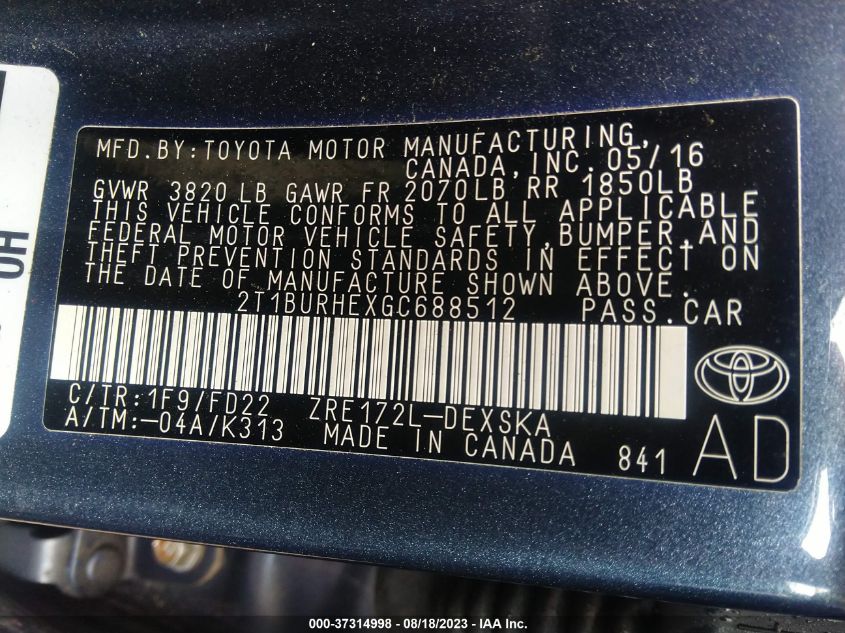 MFD.BY:TOYOTA MOTOR MANUFACTURING,
CANADA,INC. 05/16
GVWR 3820 LB GAWR FR 2070LB RR 1850LB
THIS VEHICLE CONFORMS TO ALL APPLICABLE
FEDERAL MOTOR VEHICLE SAFETY,BUMPER,AND
THEFT PREVENTION STANDARDS IN EFFECT ON
THE DATE OF MANUFACTURE SHOWN ABOVE.
2T1BURHEXGC688512 PASS.CAR
C/TR:1F9/FD22 ZRE172L-DEXSKA
A/TM:-04A/K313 MADE IN CANADA 841
AD
HO
000-37314998 - 08/18/2023 - IAA Inc.